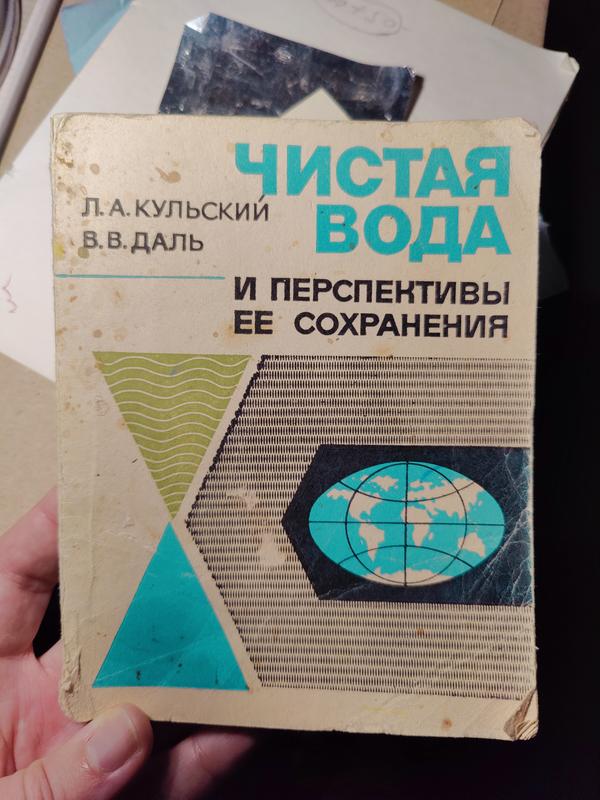 Л. А. КУЛЬСКИЙ
В. В. ДАЛЬ
ЧИСТАЯ
ВОДА
И ПЕРСПЕКТИВЫ
ЕЕ СОХРАНЕНИЯ